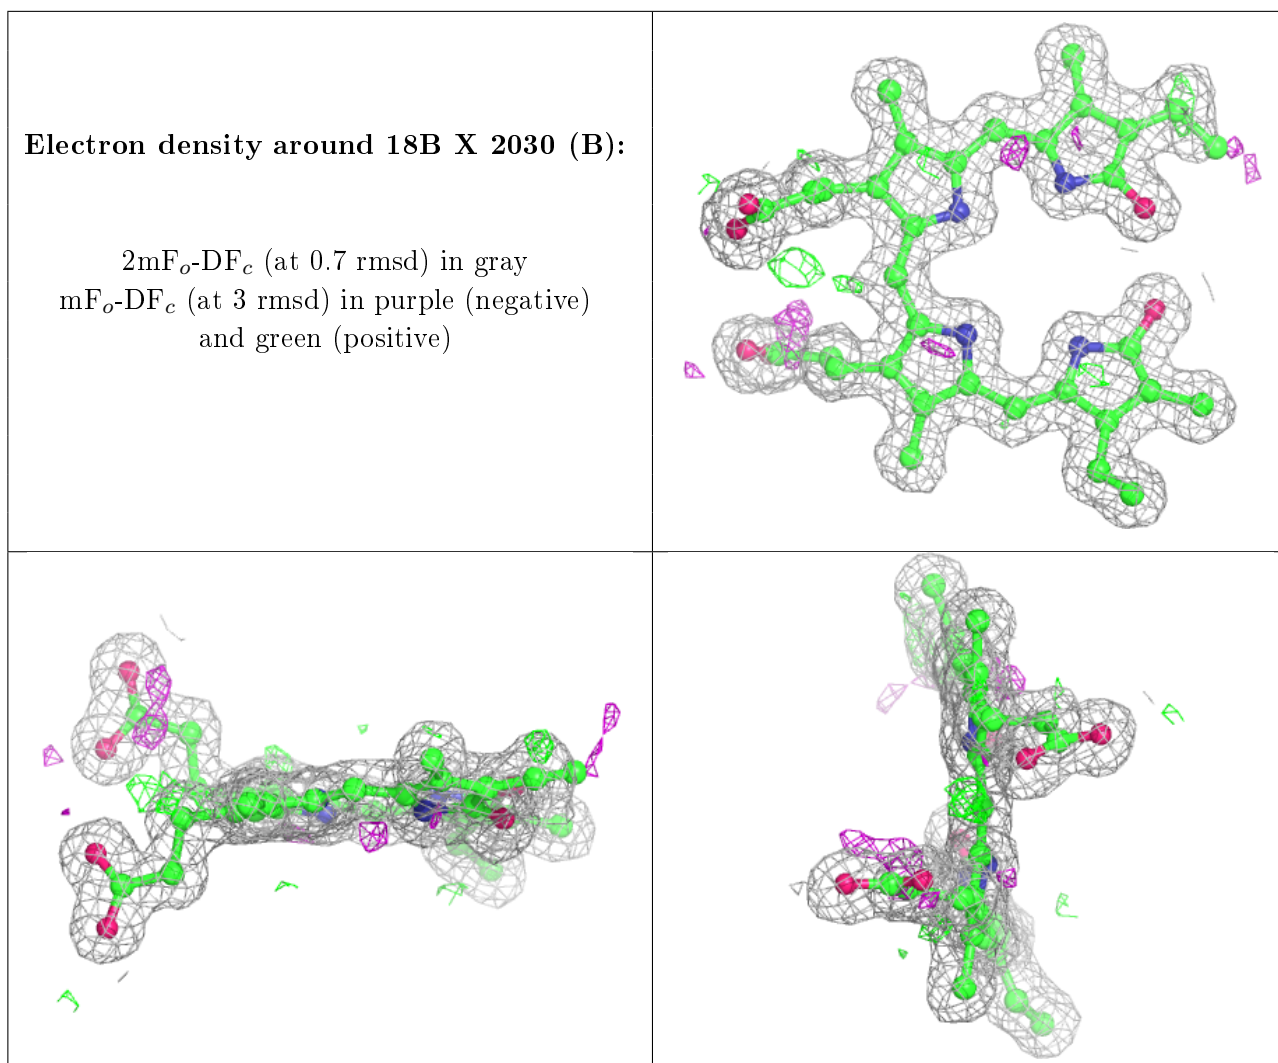 Electron density around 18B X 2030 (B):
2mFo-DFc (at 0.7 rmsd) in gray
mFo-DFc (at 3 rmsd) in purple (negative)
and green (positive)